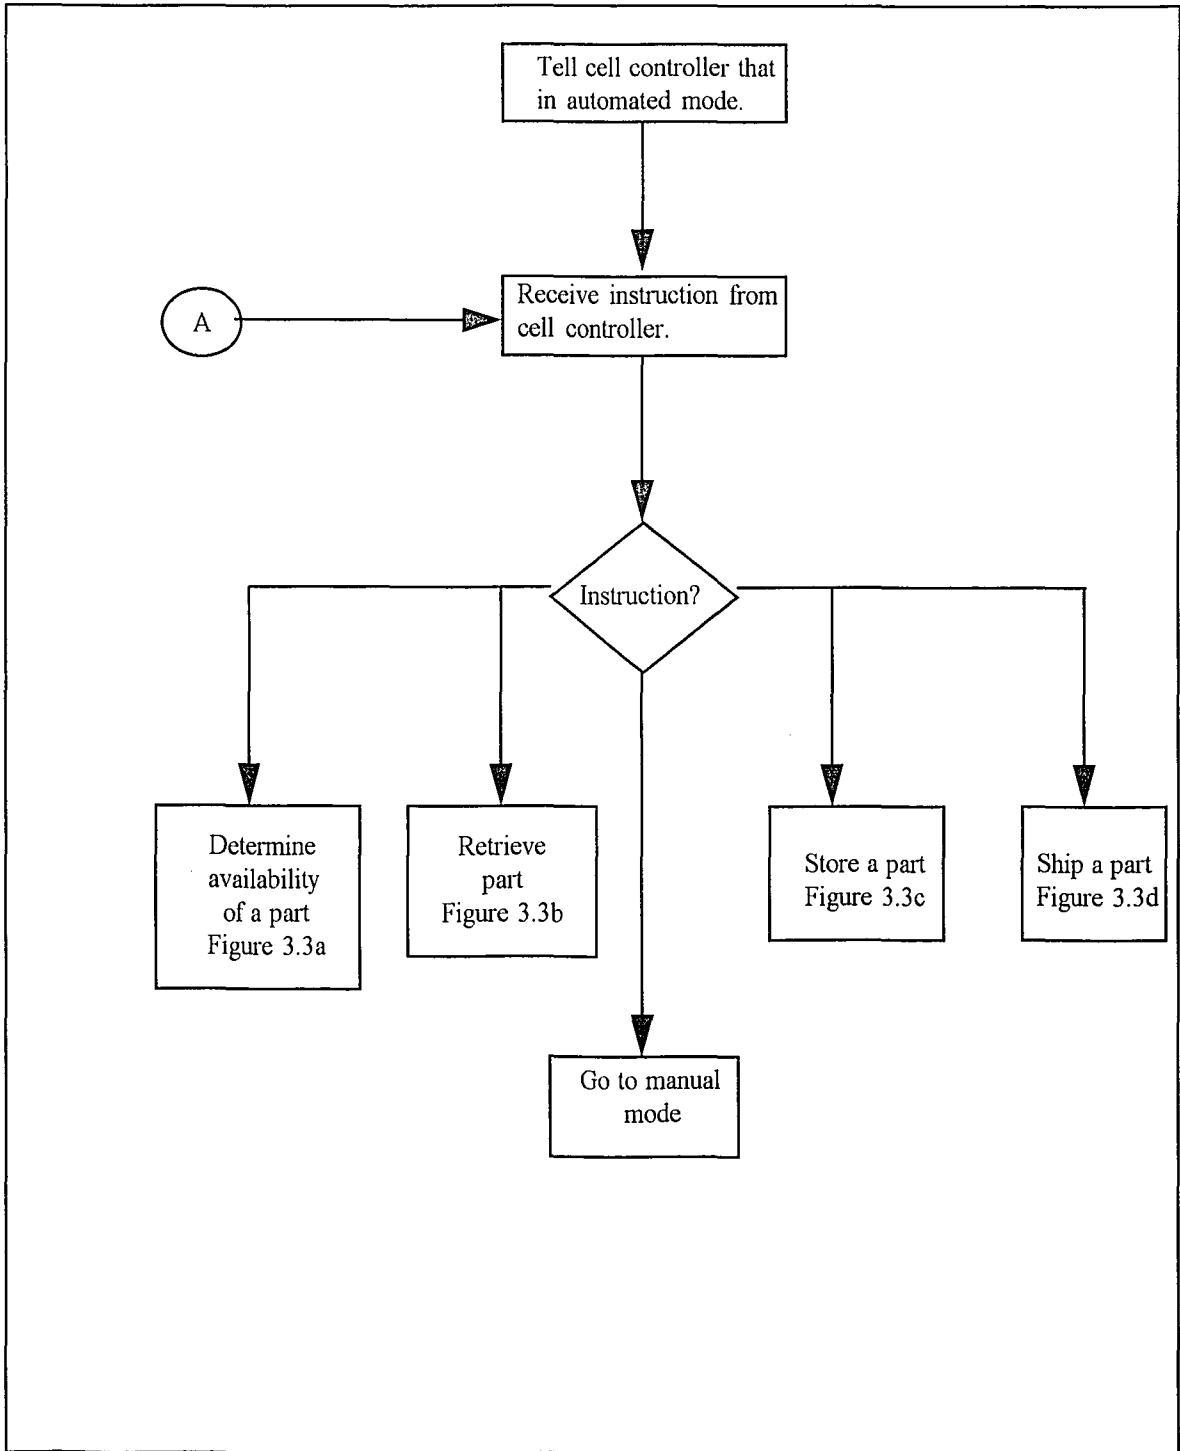 Tell cell controller that
in automated mode.
A
Receive instruction from
cell controller.
Instruction?
Determine
availability
of a part
Figure 3.3a
Retrieve
part
Figure 3.3b
Store a part
Figure 3.3c
Ship a part
Figure 3.3d
Go to manual
mode